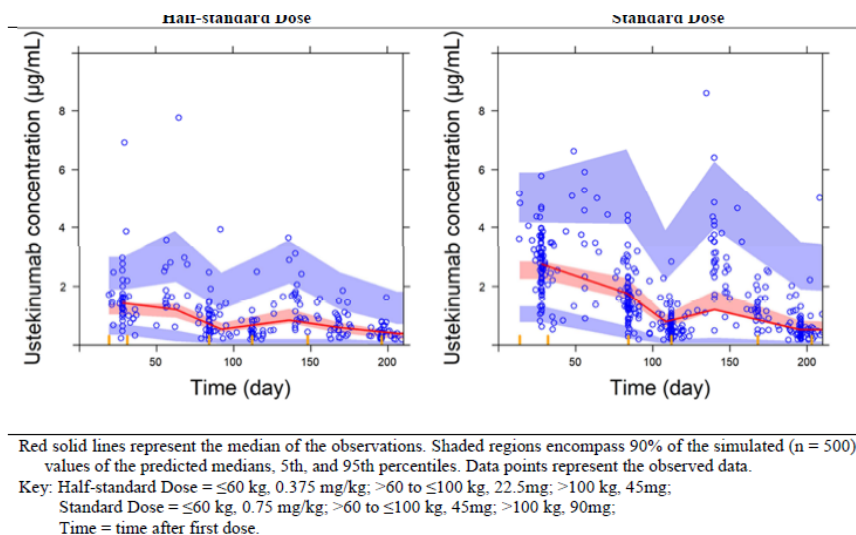 Half-standard Dose
Standard Dose
Ustekinumab concentration (µg/mL)
8
6
4
2
50
100
150
200
Time (day)
Ustekinumab concentration (µg/mL)
8
6
4
2
50
100
150
200
Time (day)
Red solid lines represent the median of the observations. Shaded regions encompass 90% of the simulated (n = 500)
values of the predicted medians, 5th, and 95th percentiles. Data points represent the observed data.
Key: Half-standard Dose = ≤60 kg, 0.375 mg/kg; >60 to ≤100 kg, 22.5mg; >100 kg, 45mg;
Standard Dose = ≤60 kg, 0.75 mg/kg; >60 to ≤100 kg, 45mg; >100 kg, 90mg;
Time = time after first dose.